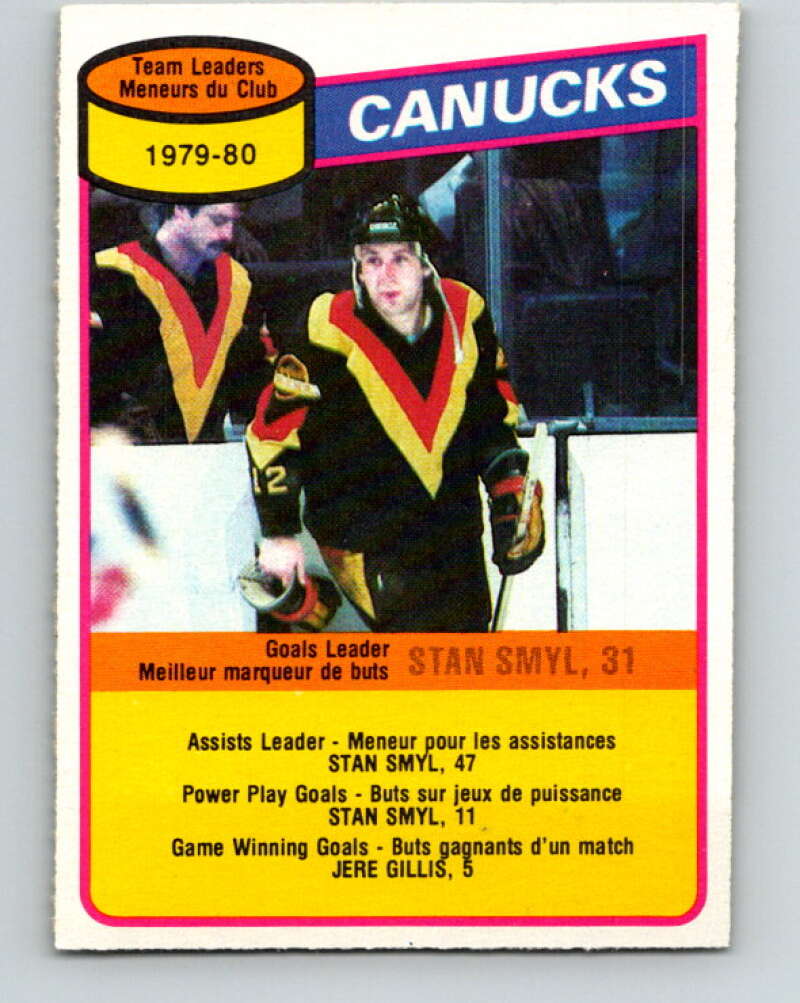 Team Leaders
Meneurs du Club
1979-80
CANUCKS
12
Goals Leader
Meilleur marqueur de buts
STAN SMYL, 31
Assists Leader - Meneur pour les assistances
STAN SMYL, 47
Power Play Goals - Buts sur jeux de puissance
STAN SMYL, 11
Game Winning Goals - Buts gagnants d'un match
JERE GILLIS, 5